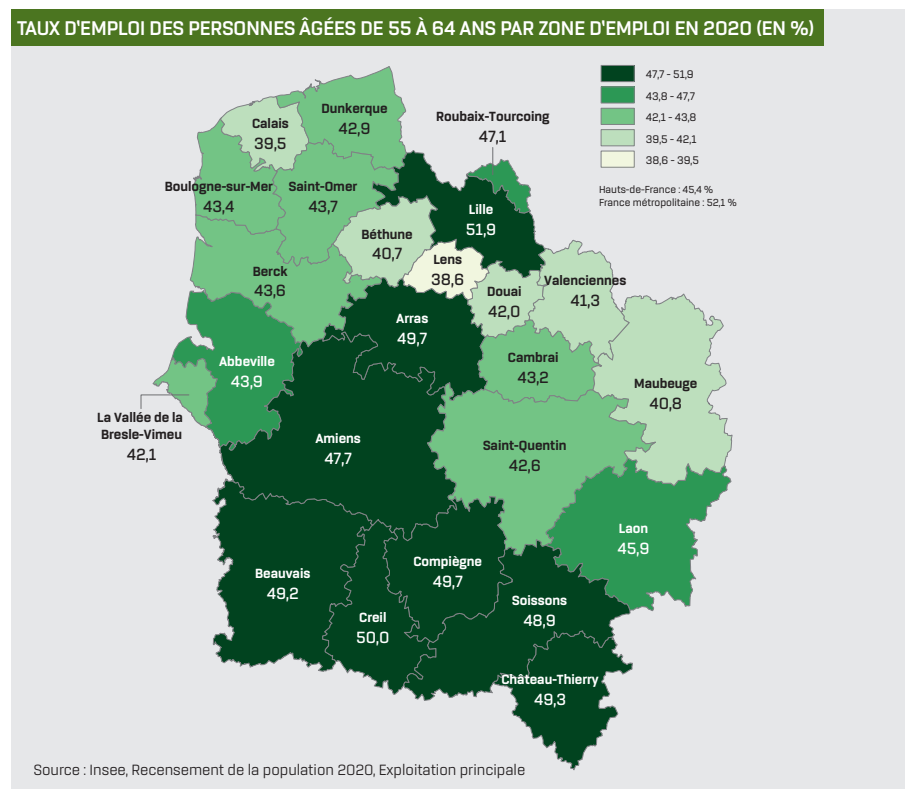 TAUX D'EMPLOI DES PERSONNES ÂGÉES DE 55 À 64 ANS PAR ZONE D'EMPLOI EN 2020 (EN %)
47,7 - 51,9
43,8 - 47,7
42,1 - 43,8
39,5 - 42,1
38,6 - 39,5
Hauts-de-France : 45,4 %
France métropolitaine : 52,1 %
Dunkerque
42,9
Calais
39,5
Roubaix-Tourcoing
47,1
Boulogne-sur-Mer
43,4
Saint-Omer
43,7
Lille
51,9
Béthune
40,7
Lens
38,6
Berck
43,6
Douai
42,0
Valenciennes
41,3
Arras
49,7
Abbeville
43,9
Cambrai
43,2
Maubeuge
40,8
La Vallée de la
Bresle-Vimeu
42,1
Amiens
47,7
Saint-Quentin
42,6
Laon
45,9
Beauvais
49,2
Compiègne
49,7
Creil
50,0
Soissons
48,9
Château-Thierry
49,3
Source : Insee, Recensement de la population 2020, Exploitation principale